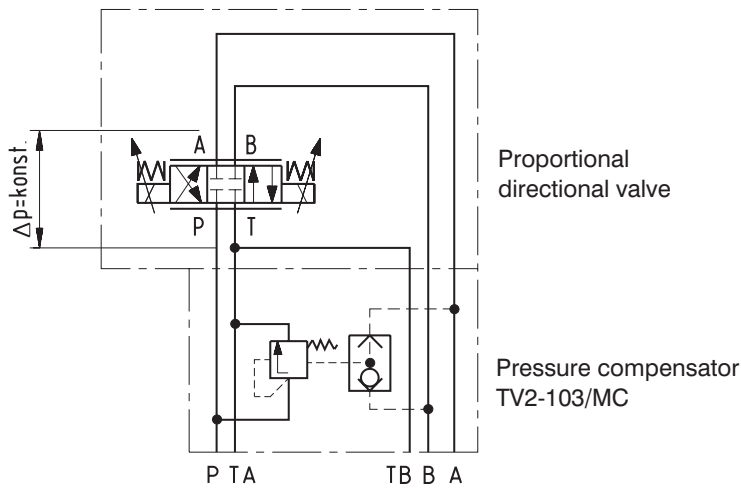 A B
P T
Δp=konst.
Proportional
directional valve
Pressure compensator
TV2-103/MC
P TA TB B A